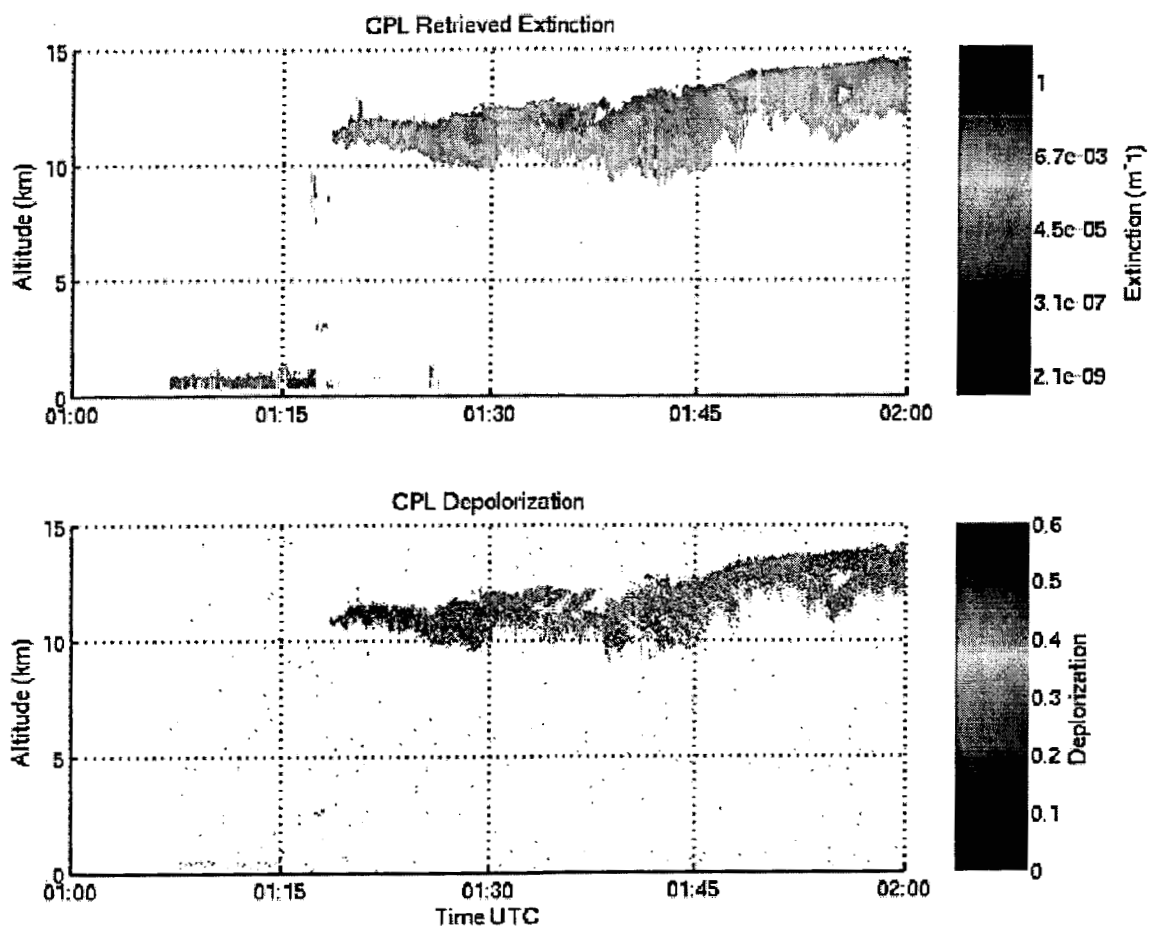 CPL Retrieved Extinction
15
10
5
0
Altitude (km)
01:00 01:15 01:30 01:45 02:00
1
6.7e-03
4.5e-05
3.1e-07
2.1e-09
Extinction (m⁻1)
CPL Depolorization
15
10
5
0
Altitude (km)
01:00 01:15 01:30 01:45 02:00
Time UTC
0.6
0.5
0.4
0.3
0.2
0.1
0
Deplorization